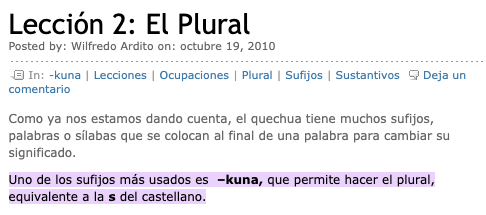 Lección 2: El Plural
Posted by: Wilfredo Ardito on: octubre 19, 2010
In: -kuna | Lecciones | Ocupaciones | Plural | Sufijos | Sustantivos Deja un
comentario
Como ya nos estamos dando cuenta, el quechua tiene muchos sufijos,
palabras o sílabas que se colocan al final de una palabra para cambiar su
significado.
Uno de los sufijos más usados es –kuna, que permite hacer el plural,
equivalente a la s del castellano.